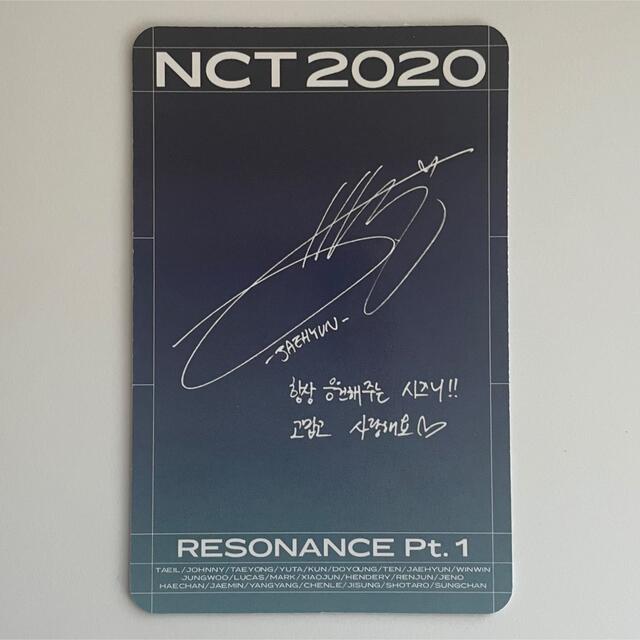 NCT 2020
-JAEHYUN-
항상 응원해주는 시즈니!!
고맙고 사랑해요♡
RESONANCE Pt. 1
TAEIL/JOHNNY/TAEYONG/YUTA/KUN/DOYOUNG/TEN/JAEHYUN/WINWIN
JUNGWOO/LUCAS/MARK/XIAOJUN/HENDERY/RENJUN/JENO
HAECHAN/JAEMIN/YANGYANG/CHENLE/JISUNG/SHOTARO/SUNGCHAN